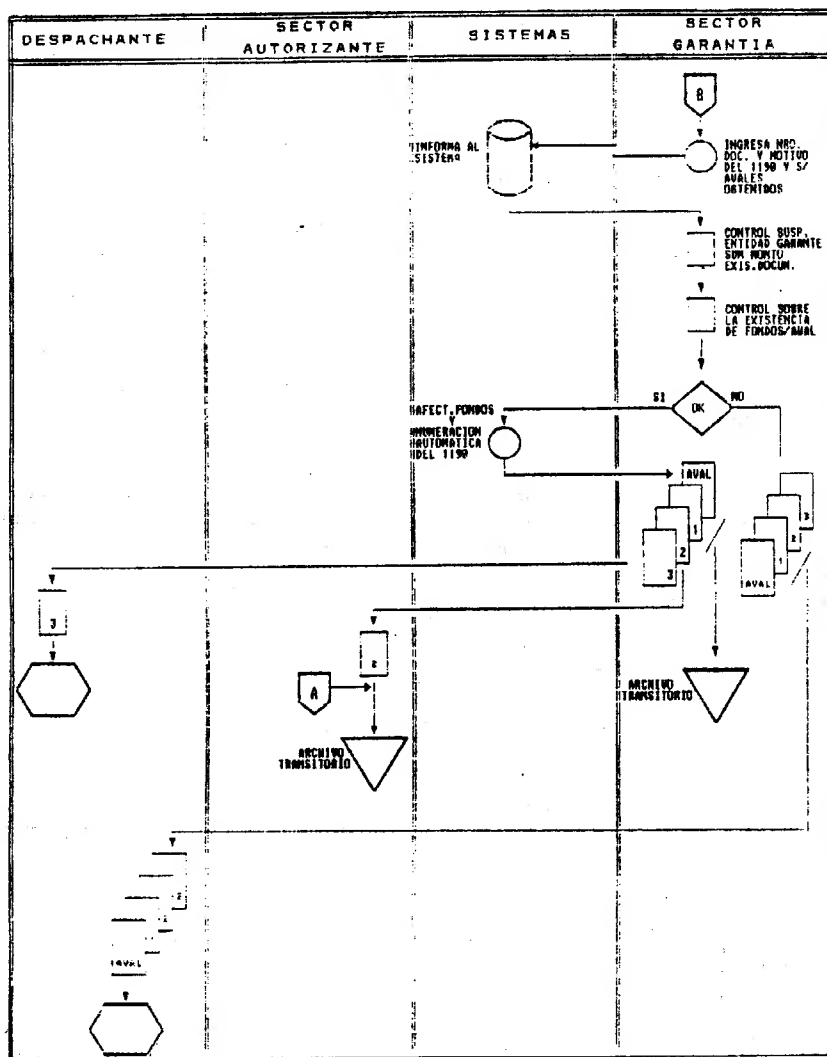 DESPACHANTE
SECTOR
AUTORIZANTE
SISTEMAS
SECTOR
GARANTIA
B
INFORMA AL
SISTEMA
INGRESA NRO.
DOC. Y MOTIVO
DEL 1190 Y S/
AVALES
OBTENIDOS
CONTROL SUSP.
ENTIDAD GARANTE
SUM MONTO
EXIS.DOCUM.
CONTROL SOBRE
LA EXISTENCIA
DE FONDOS/AVAL
SI
OK
NO
AFECT.FONDOS
Y
NUMERACION
AUTOMATICA
DEL 1190
AVAL
1
2
3
3
2
1
AVAL
3
2
A
ARCHIVO
TRANSITORIO
ARCHIVO
TRANSITORIO
2
1
AVAL